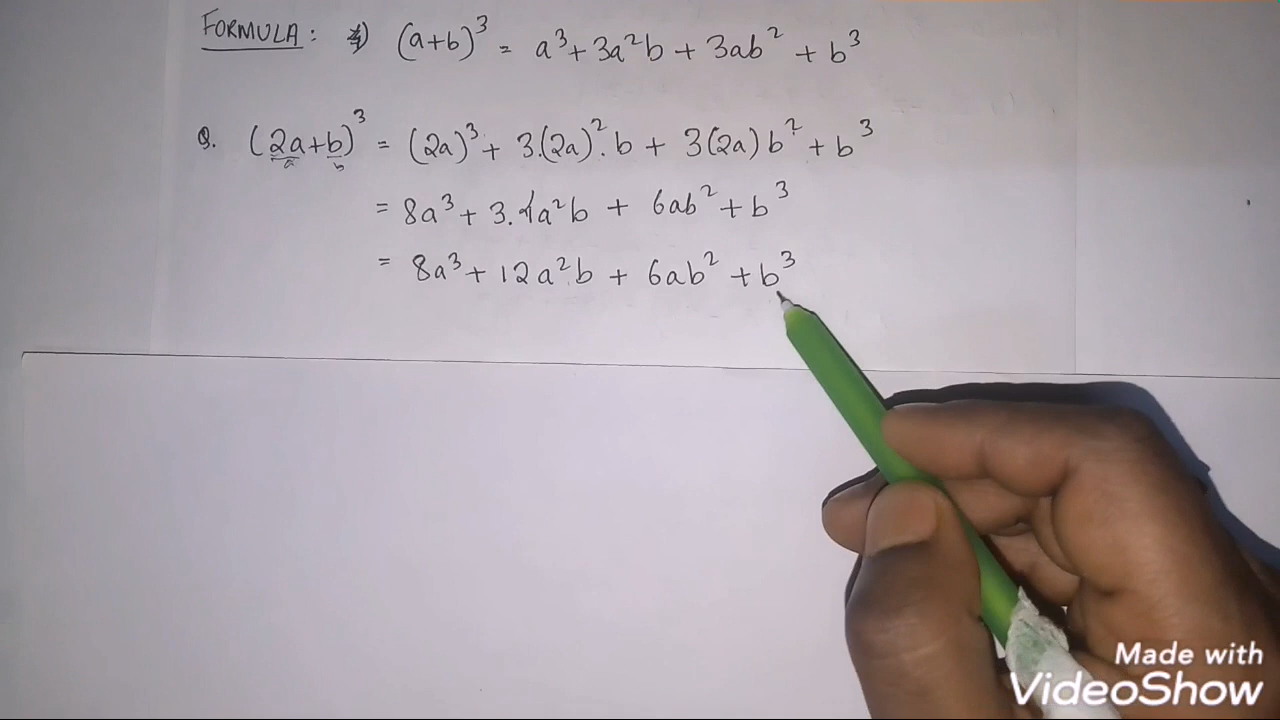 FORMULA: (a+b)³ = a³ + 3a²b + 3ab² + b³
Q. (2a+b)³ = (2a)³ + 3.(2a)².b + 3(2a)b² + b³
a b
= 8a³ + 3.4a²b + 6ab² + b³
= 8a³ + 12a²b + 6ab² + b³
Made with
VideoShow